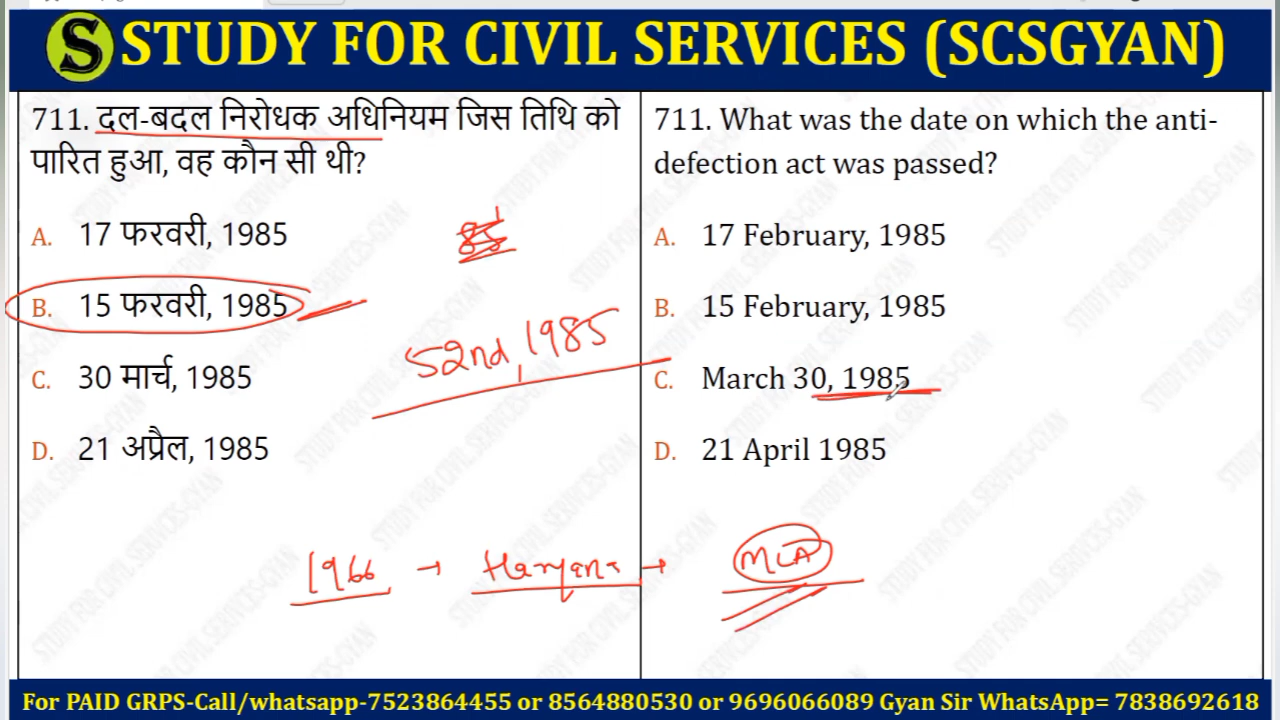 STUDY FOR CIVIL SERVICES (SCSGYAN)
711. दल-बदल निरोधक अधिनियम जिस तिथि को
पारित हुआ, वह कौन सी थी?
A. 17 फरवरी, 1985
B. 15 फरवरी, 1985
C. 30 मार्च, 1985
D. 21 अप्रैल, 1985
85
52nd, 1985
711. What was the date on which the anti-
defection act was passed?
A. 17 February, 1985
B. 15 February, 1985
C. March 30, 1985
D. 21 April 1985
1966 → Haryana → MLA
For PAID GRPS-Call/whatsapp-7523864455 or 8564880530 or 9696066089 Gyan Sir WhatsApp= 7838692618